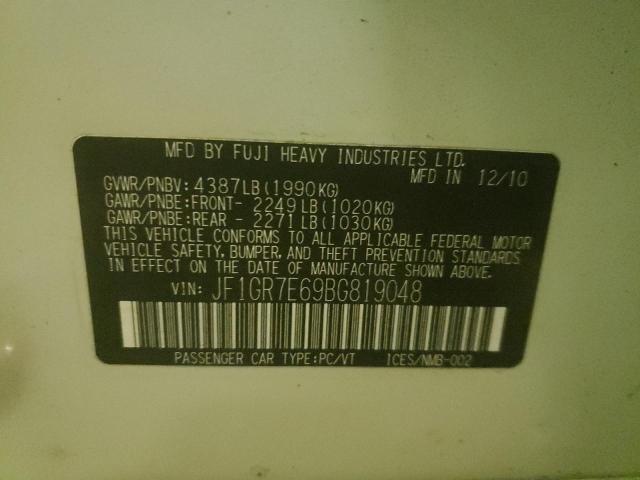 MFD BY FUJI HEAVY INDUSTRIES LTD.
MFD IN 12/10
GVWR/PNBV: 4387LB(1990KG)
GAWR/PNBE:FRONT- 2249LB(1020KG)
GAWR/PNBE:REAR - 2271LB(1030KG)
THIS VEHICLE CONFORMS TO ALL APPLICABLE FEDERAL MOTOR
VEHICLE SAFETY, BUMPER, AND THEFT PREVENTION STANDARDS
IN EFFECT ON THE DATE OF MANUFACTURE SHOWN ABOVE.
VIN: JF1GR7E69BG819048
PASSENGER CAR TYPE:PC/VT ICES/NMB-002